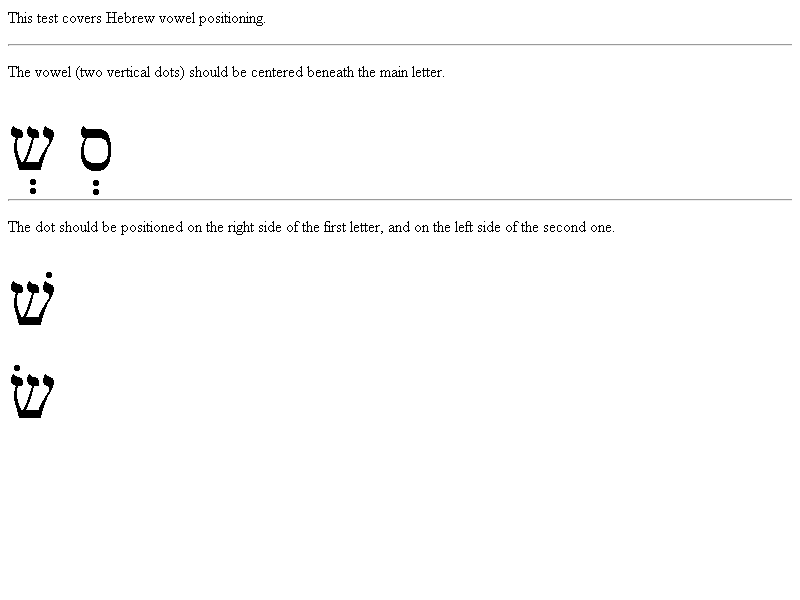 This test covers Hebrew vowel positioning.
The vowel (two vertical dots) should be centered beneath the main letter.
סְ שְ
The dot should be positioned on the right side of the first letter, and on the left side of the second one.
שׁ
שׂ